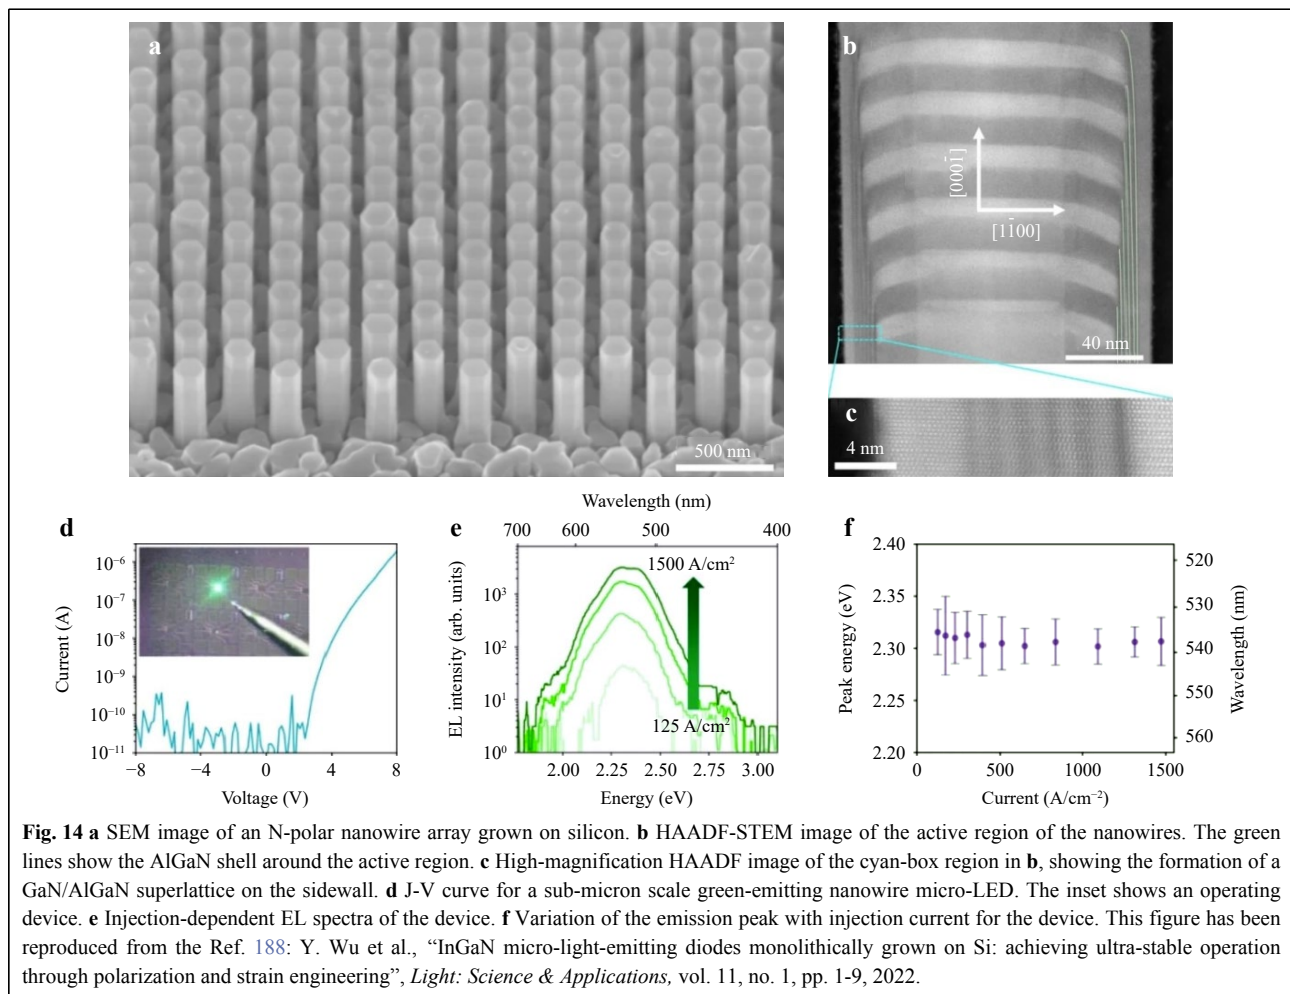 a
500 nm
b
[0001̄]
[11̄00]
40 nm
c
4 nm
d
10⁻⁶
10⁻⁷
10⁻⁸
10⁻⁹
10⁻¹⁰
10⁻¹¹
Current (A)
−8
−4
0
4
8
Voltage (V)
e
Wavelength (nm)
700
600
500
400
1500 A/cm²
125 A/cm²
10³
10²
10¹
10⁰
EL intensity (arb. units)
2.00
2.25
2.50
2.75
3.00
Energy (eV)
f
2.40
2.35
2.30
2.25
2.20
Peak energy (eV)
520
530
540
550
560
Wavelength (nm)
0
500
1000
1500
Current (A/cm⁻²)
Fig. 14 a SEM image of an N-polar nanowire array grown on silicon. b HAADF-STEM image of the active region of the nanowires. The green
lines show the AlGaN shell around the active region. c High-magnification HAADF image of the cyan-box region in b, showing the formation of a
GaN/AlGaN superlattice on the sidewall. d J-V curve for a sub-micron scale green-emitting nanowire micro-LED. The inset shows an operating
device. e Injection-dependent EL spectra of the device. f Variation of the emission peak with injection current for the device. This figure has been
reproduced from the Ref. 188: Y. Wu et al., “InGaN micro-light-emitting diodes monolithically grown on Si: achieving ultra-stable operation
through polarization and strain engineering”, Light: Science & Applications, vol. 11, no. 1, pp. 1-9, 2022.